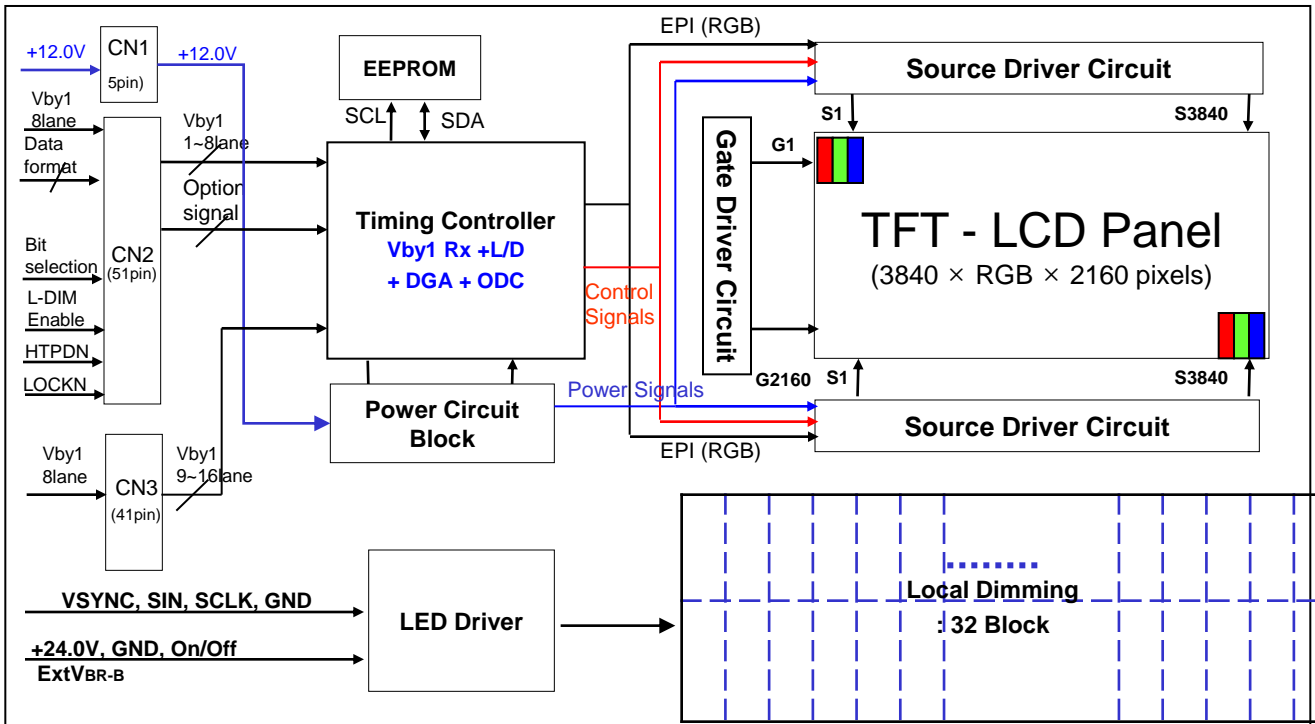 +12.0V
CN1
5pin)
+12.0V
EEPROM
SCL
SDA
EPI (RGB)
Source Driver Circuit
S1
S3840
Vby1
8lane
Data
format
Vby1
1~8lane
Option
signal
Bit
selection
CN2
(51pin)
L-DIM
Enable
HTPDN
LOCKN
Timing Controller
Vby1 Rx +L/D
+ DGA + ODC
Control
Signals
Gate Driver Circuit
G1
G2160
TFT - LCD Panel
(3840 × RGB × 2160 pixels)
S1
S3840
Power Circuit
Block
Power Signals
Source Driver Circuit
EPI (RGB)
Vby1
8lane
CN3
(41pin)
Vby1
9~16lane
VSYNC, SIN, SCLK, GND
+24.0V, GND, On/Off
ExtVBR-B
LED Driver
Local Dimming
: 32 Block